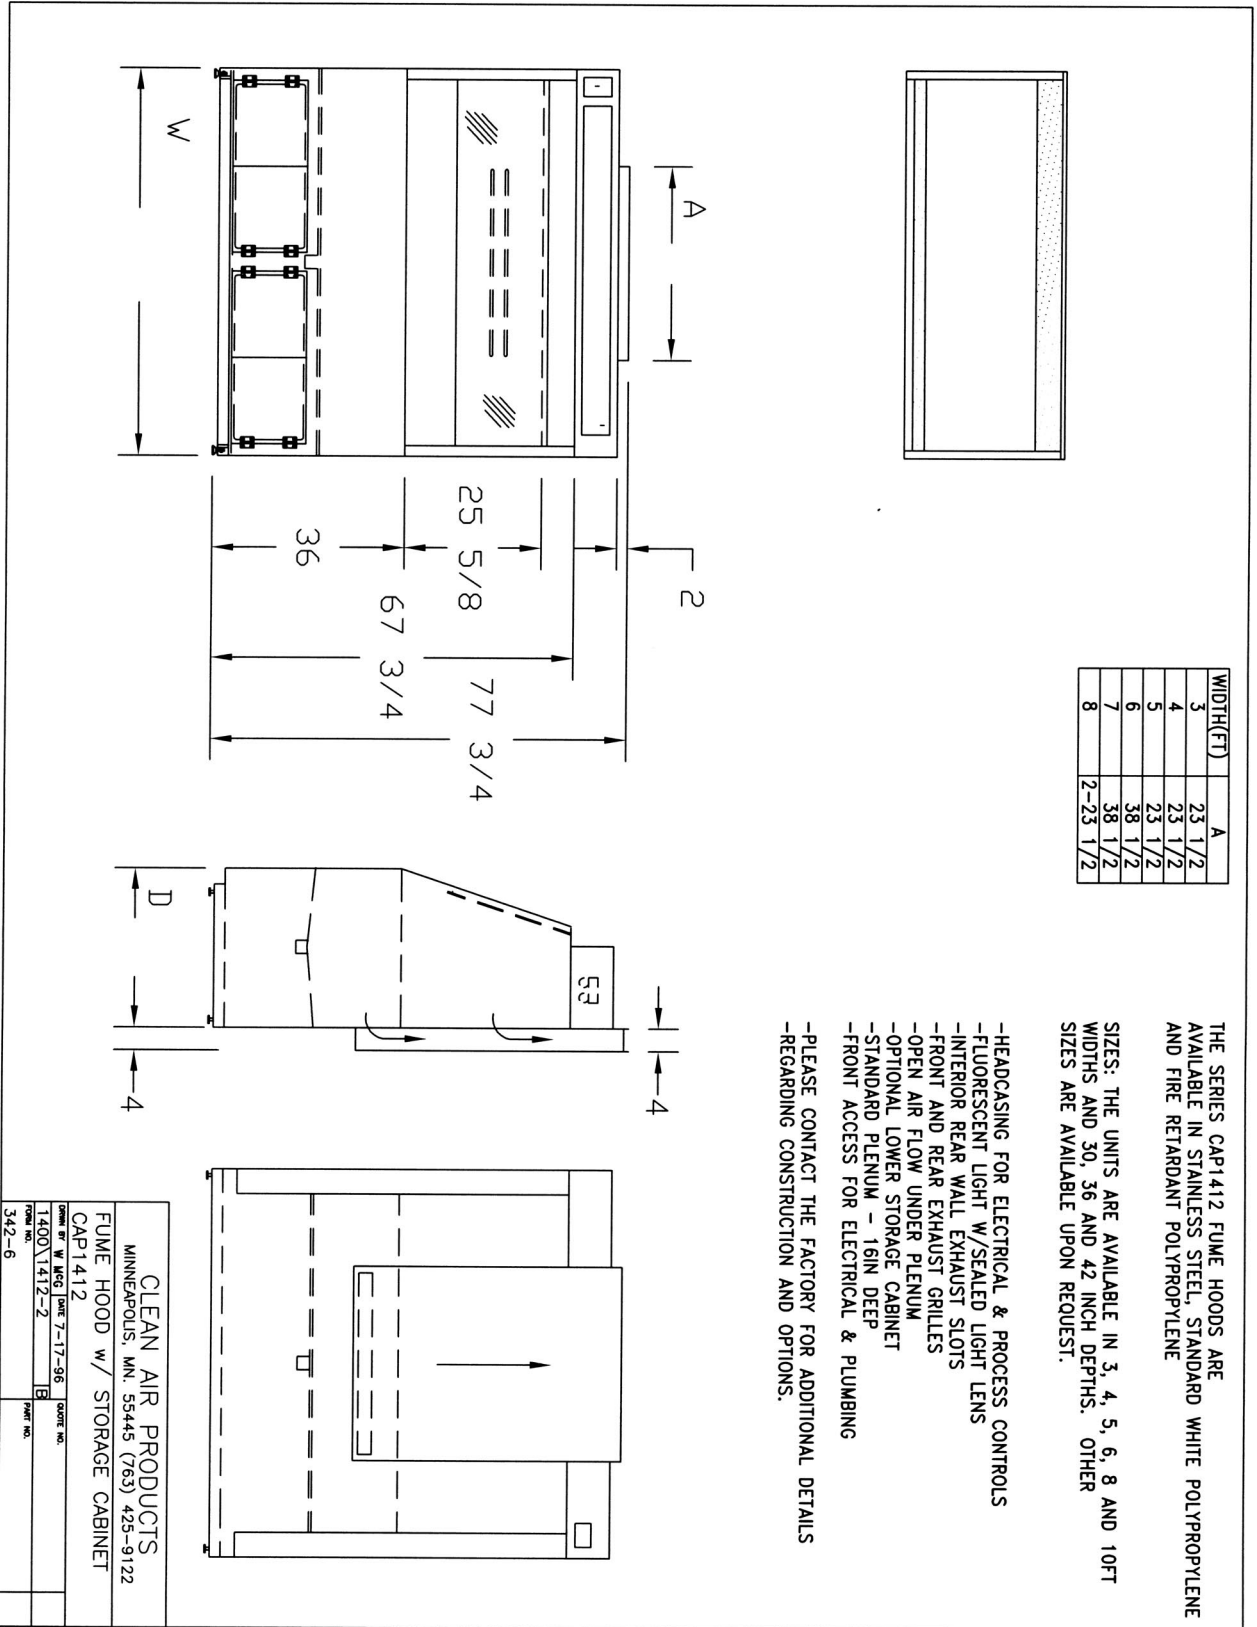 WIDTH(FT) A
3 23 1/2
4 23 1/2
5 23 1/2
6 38 1/2
7 38 1/2
8 2-23 1/2
THE SERIES CAP1412 FUME HOODS ARE
AVAILABLE IN STAINLESS STEEL, STANDARD WHITE POLYPROPYLENE
AND FIRE RETARDANT POLYPROPYLENE
SIZES: THE UNITS ARE AVAILABLE IN 3, 4, 5, 6, 8 AND 10FT
WIDTHS AND 30, 36 AND 42 INCH DEPTHS. OTHER
SIZES ARE AVAILABLE UPON REQUEST.
-HEADCASING FOR ELECTRICAL & PROCESS CONTROLS
-FLUORESCENT LIGHT W/SEALED LIGHT LENS
-INTERIOR REAR WALL EXHAUST SLOTS
-FRONT AND REAR EXHAUST GRILLES
-OPEN AIR FLOW UNDER PLENUM
-OPTIONAL LOWER STORAGE CABINET
-STANDARD PLENUM - 16IN DEEP
-FRONT ACCESS FOR ELECTRICAL & PLUMBING
-PLEASE CONTACT THE FACTORY FOR ADDITIONAL DETAILS
-REGARDING CONSTRUCTION AND OPTIONS.
A
2
25 5/8
36
67 3/4
77 3/4
W
4
D
4
CLEAN AIR PRODUCTS
MINNEAPOLIS, MN. 55445 (763) 425-9122
FUME HOOD W/ STORAGE CABINET
CAP1412
DRWN BY W McG DATE 7-17-96 QUOTE NO.
1400\1412-2 B
FORM NO. PART NO.
342-6